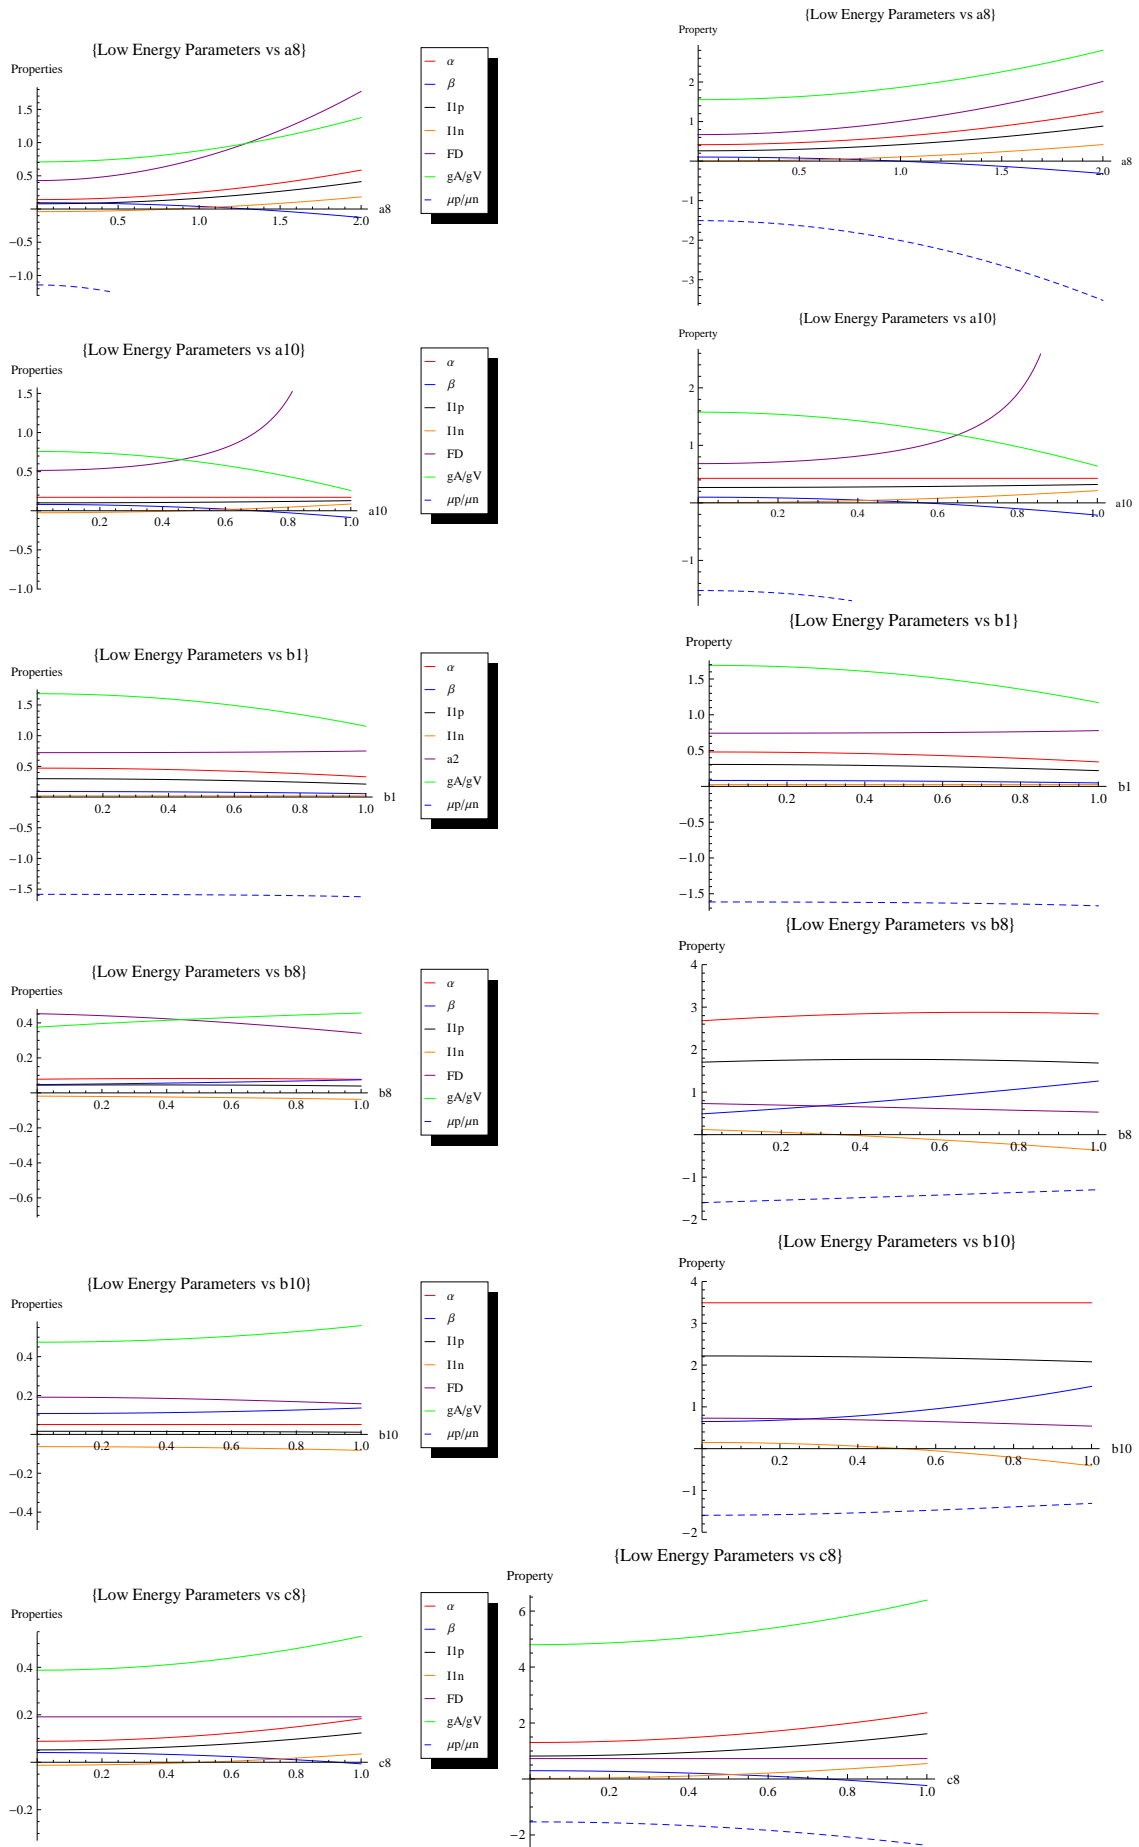 {Low Energy Parameters vs a8}
Properties
1.5
1.0
0.5
−0.5
−1.0
0.5
1.0
1.5
2.0
a8
α
β
I1p
I1n
FD
gA/gV
μp/μn
{Low Energy Parameters vs a8}
Property
2
1
−1
−2
−3
0.5
1.0
1.5
2.0
a8
{Low Energy Parameters vs a10}
Properties
1.5
1.0
0.5
−0.5
−1.0
0.2
0.4
0.6
0.8
1.0
a10
α
β
I1p
I1n
FD
gA/gV
μp/μn
{Low Energy Parameters vs a10}
Property
2
1
−1
0.2
0.4
0.6
0.8
1.0
a10
{Low Energy Parameters vs b1}
Properties
1.5
1.0
0.5
−0.5
−1.0
−1.5
0.2
0.4
0.6
0.8
1.0
b1
α
β
I1p
I1n
a2
gA/gV
μp/μn
{Low Energy Parameters vs b1}
Property
1.5
1.0
0.5
−0.5
−1.0
−1.5
0.2
0.4
0.6
0.8
1.0
b1
{Low Energy Parameters vs b8}
Properties
0.4
0.2
−0.2
−0.4
−0.6
0.2
0.4
0.6
0.8
1.0
b8
α
β
I1p
I1n
FD
gA/gV
μp/μn
{Low Energy Parameters vs b8}
Property
4
3
2
1
−1
−2
0.2
0.4
0.6
0.8
1.0
b8
{Low Energy Parameters vs b10}
Properties
0.4
0.2
−0.2
−0.4
0.2
0.4
0.6
0.8
1.0
b10
α
β
I1p
I1n
FD
gA/gV
μp/μn
{Low Energy Parameters vs b10}
Property
4
3
2
1
−1
−2
0.2
0.4
0.6
0.8
1.0
b10
{Low Energy Parameters vs c8}
Properties
0.4
0.2
−0.2
0.2
0.4
0.6
0.8
1.0
c8
α
β
I1p
I1n
FD
gA/gV
μp/μn
{Low Energy Parameters vs c8}
Property
6
4
2
−2
0.2
0.4
0.6
0.8
1.0
c8